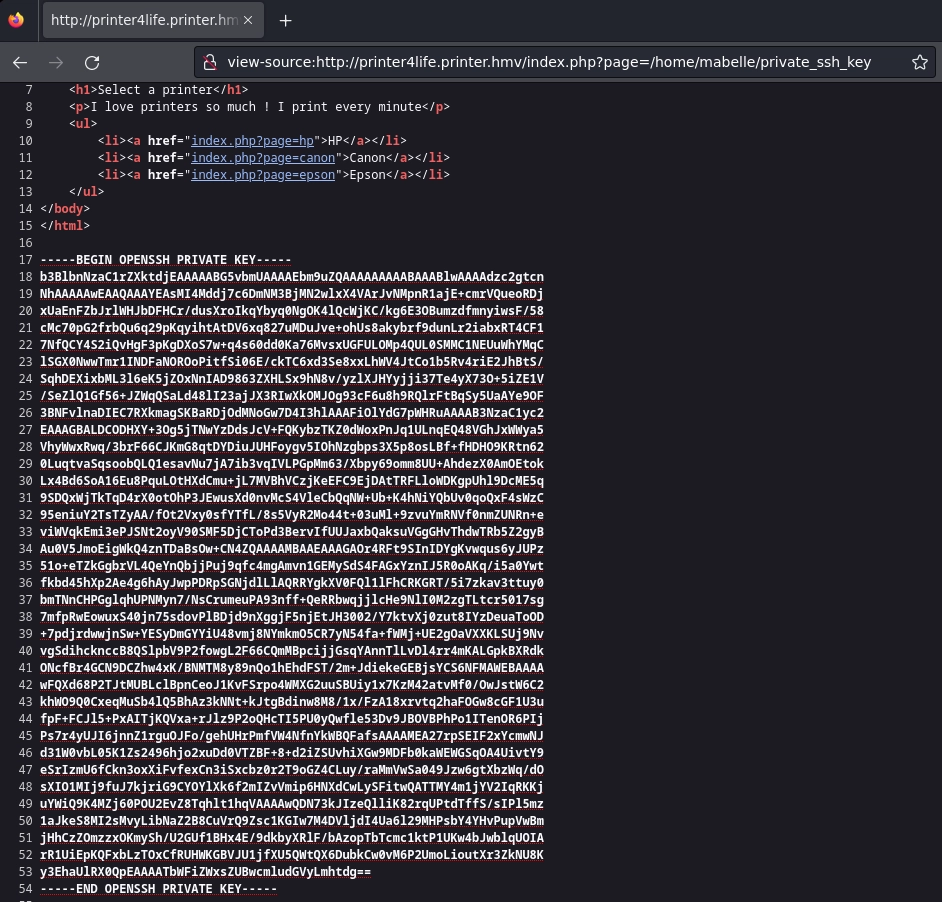 http://printer4life.printer.hm
view-source:http://printer4life.printer.hmv/index.php?page=/home/mabelle/private_ssh_key
7 <h1>Select a printer</h1>
8 <p>I love printers so much ! I print every minute</p>
9 <ul>
10 <li><a href="index.php?page=hp">HP</a></li>
11 <li><a href="index.php?page=canon">Canon</a></li>
12 <li><a href="index.php?page=epson">Epson</a></li>
13 </ul>
14 </body>
15 </html>
16
17 -----BEGIN OPENSSH PRIVATE KEY-----
18 b3BlbnNzaC1rZXktdjEAAAAABG5vbmUAAAAEbm9uZQAAAAAAAAABAAABlwAAAAdzc2gtcn
19 NhAAAAAwEAAQAAAYEAsMI4Mddj7c6DmNM3BjMN2wlxX4VArJvNMpnR1ajE+cmrVQueoRDj
20 xUaEnFZbJrlWHJbDFHCr/dusXroIkqYbyq0NgOK4lQcWjKC/kg6E3OBumzdfmnyiwsF/58
21 cMc70pG2frbQu6q29pKqyihtAtDV6xq827uMDuJve+ohUs8akybrf9dunLr2iabxRT4CF1
22 7NfQCY4S2iQvHgF3pKgDXoS7w+q4s60dd0Ka76MvsxUGFULOMp4QUL0SMMC1NEUuWhYMqC
23 lSGX0NwwTmr1INDFaNOROoPitfSi06E/ckTC6xd3Se8xxLhWV4JtCo1b5Rv4riE2JhBtS/
24 SqhDEXixbML3l6eK5jZOxNnIAD9863ZXHLSx9hN8v/yzlXJHYyjji37Te4yX73O+5iZE1V
25 /SeZlQ1Gf56+JZWqQSaLd48lI23ajJX3RIwXkOMJOg93cF6u8h9RQlrFtBqSy5UaAYe9OF
26 3BNFvlnaDIEC7RXkmagSKBaRDjOdMNoGw7D4I3hlAAAFiOlYdG7pWHRuAAAAB3NzaC1yc2
27 EAAAGBALDCODHXY+3Og5jTNwYzDdsJcV+FQKybzTKZ0dWoxPnJq1ULnqEQ48VGhJxWWya5
28 VhyWwxRwq/3brF66CJKmG8qtDYDiuJUHFoygv5IOhNzgbps3X5p8osLBf+fHDHO9KRtn62
29 0LuqtvaSqsoobQLQ1esavNu7jA7ib3vqIVLPGpMm63/Xbpy69omm8UU+AhdezX0AmOEtok
30 Lx4Bd6SoA16Eu8PquLOtHXdCmu+jL7MVBhVCzjKeEFC9EjDAtTRFLloWDKgpUhl9DcME5q
31 9SDQxWjTkTqD4rX0otOhP3JEwusXd0nvMcS4VleCbQqNW+Ub+K4hNiYQbUv0qoQxF4sWzC
32 95eniuY2TsTZyAA/fOt2Vxy0sfYTfL/8s5VyR2Mo44t+03uMl+9zvuYmRNVf0nmZUNRn+e
33 viWVqkEmi3ePJSNt2oyV90SMF5DjCToPd3BervIfUUJaxbQaksuVGgGHvThdwTRb5Z2gyB
34 Au0V5JmoEigWkQ4znTDaBsOw+CN4ZQAAAAMBAAEAAAGAOr4RFt9SInIDYgKvwqus6yJUPz
35 51o+eTZkGgbrVL4QeYnQbjjPuj9qfc4mgAmvn1GEMySdS4FAGxYznIJ5R0oAKq/i5a0Ywt
36 fkbd45hXp2Ae4g6hAyJwpPDRpSGNjdlLlAQRRYgkXV0FQl1lFhCRKGRT/5i7zkav3ttuy0
37 bmTNnCHPGglqhUPNMyn7/NsCrumeuPA93nff+QeRRbwqjjlcHe9NlI0M2zgTLtcr5017sg
38 7mfpRwEowuxS40jn75sdovPlBDjd9nXggjF5njEtJH3002/Y7ktvXj0zut8IYzDeuaToOD
39 +7pdjrdwwjnSw+YESyDmGYYiU48vmj8NYmkmO5CR7yN54fa+fWMj+UE2gOaVXXKLSUj9Nv
40 vgSdihcknccB8QSlpbV9P2fowgL2F66CQmMBpcijjGsqYAnnTlLvDl4rr4mKALGpkBXRdk
41 ONcfBr4GCN9DCZhw4xK/BNMTM8y89nQo1hEhdFST/2m+JdiekeGEBjsYCS6NFMAWEBAAAA
42 wFQXd68P2TJtMUBLclBpnCeoJ1KvFSrpo4WMXG2uuSBUiy1x7KzM42atvMf0/OwJstW6C2
43 khWO9Q0CxeqMuSb4lQ5BhAz3kNNt+kJtgBdinw8M8/1x/FzA18xrvtq2haFOGw8cGF1U3u
44 fpF+FCJl5+PxAITjKQVxa+rJlz9P2oQHcTI5PU0yQwfle53Dv9JBOVBPhPo1ITenOR6PIj
45 Ps7r4yUJI6jnnZ1rguOJFo/gehUHrPmfVW4NfnYkWBQFafsAAAAMEA27rpSEIF2xYcmwNJ
46 d31W0vbL05K1Zs2496hjo2xuDd0VTZBF+8+d2iZSUvhiXGw9MDFb0kaWEWGSqOA4UivtY9
47 eSrIzmU6fCkn3oxXiFvfexCn3iSxcbz0r2T9oGZ4CLuy/raMmVwSa049Jzw6gtXbzWq/dO
48 sXIO1MIj9fuJ7kjriG9CYOYlXk6f2mIZvVmip6HNXdCwLySFitwQATTMY4m1jYV2IqRKKj
49 uYWiQ9K4MZj60POU2EvZ8Tqhlt1hqVAAAAwQDN73kJIzeQlliK82rqUPtdTffS/sIPl5mz
50 1aJkeS8MI2sMvyLibNaZ2B8CuVrQ9Zsc1KGIw7M4DVljdI4Ua6l29MHPsbY4YHvPupVwBm
51 jHhCzZOmzzxOKmySh/U2GUf1BHx4E/9dkbyXRlF/bAzopTbTcmc1ktP1UKw4bJwblqUOIA
52 rR1UiEpKQFxbLzTOxCfRUHWKGBVJU1jfXU5QWtQX6DubkCw0vM6P2UmoLioutXr3ZkNU8K
53 y3EhaUlRX0QpEAAAATbWFiZWxsZUBwcmludGVyLmhtdg==
54 -----END OPENSSH PRIVATE KEY-----